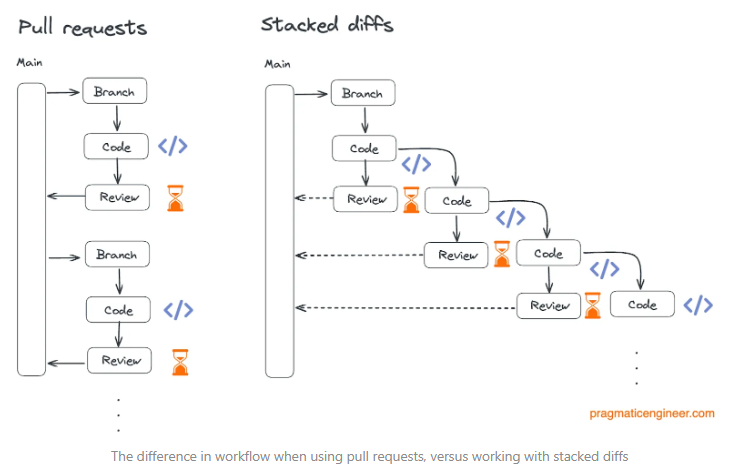 Pull requests
Main
Branch
Code
</>
Review
Branch
Code
</>
Review
Stacked diffs
Main
Branch
Code
</>
Review
Code
</>
Review
Code
</>
Review
Code
</>
pragmaticengineer.com
The difference in workflow when using pull requests, versus working with stacked diffs